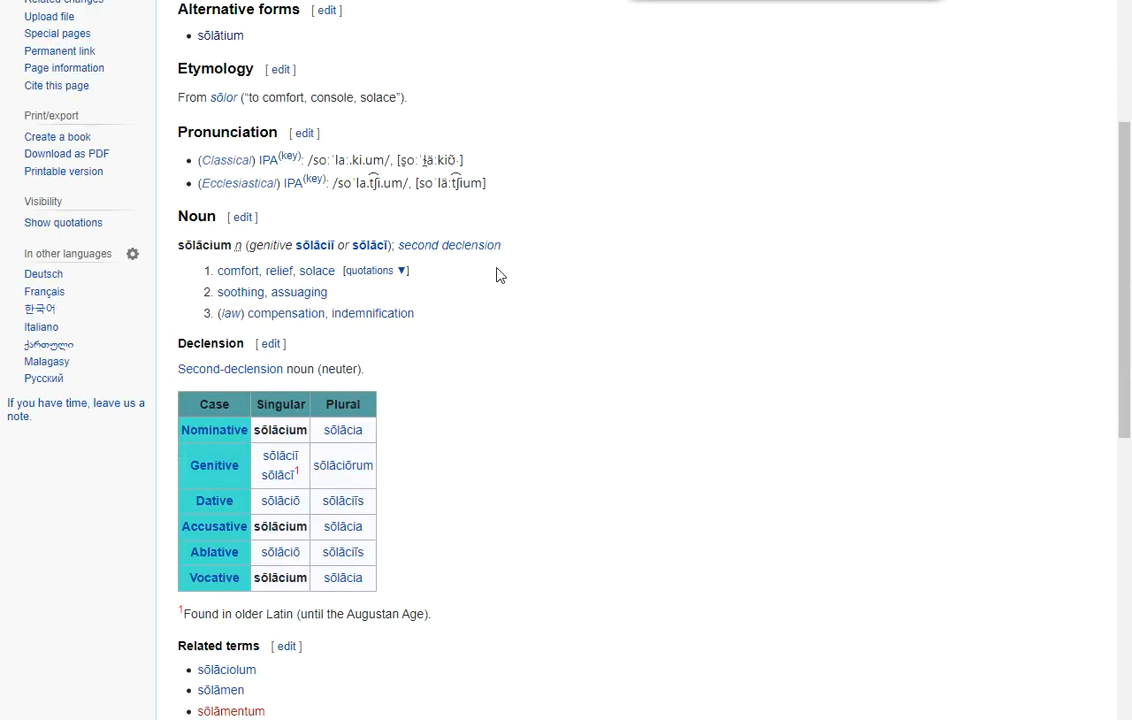 Related changes
Upload file
Special pages
Permanent link
Page information
Cite this page
Print/export
Create a book
Download as PDF
Printable version
Visibility
Show quotations
In other languages
Deutsch
Français
한국어
Italiano
ქართული
Malagasy
Русский
If you have time, leave us a
note.
Alternative forms [ edit ]
• sōlātium
Etymology [ edit ]
From sōlor (“to comfort, console, solace”).
Pronunciation [ edit ]
• (Classical) IPA(key): /soːˈlaː.ki.um/, [s̠oːˈɫ̪äːkiʊ̃ˑ]
• (Ecclesiastical) IPA(key): /soˈla.t͡ʃi.um/, [soˈläːt͡ʃium]
Noun [ edit ]
sōlācium n (genitive sōlāciī or sōlācī); second declension
1. comfort, relief, solace [quotations ▼]
2. soothing, assuaging
3. (law) compensation, indemnification
Declension [ edit ]
Second-declension noun (neuter).
Case Singular Plural
Nominative sōlācium sōlācia
Genitive sōlāciī sōlācī1 sōlāciōrum
Dative sōlāciō sōlāciīs
Accusative sōlācium sōlācia
Ablative sōlāciō sōlāciīs
Vocative sōlācium sōlācia
1Found in older Latin (until the Augustan Age).
Related terms [ edit ]
• sōlāciolum
• sōlāmen
• sōlāmentum